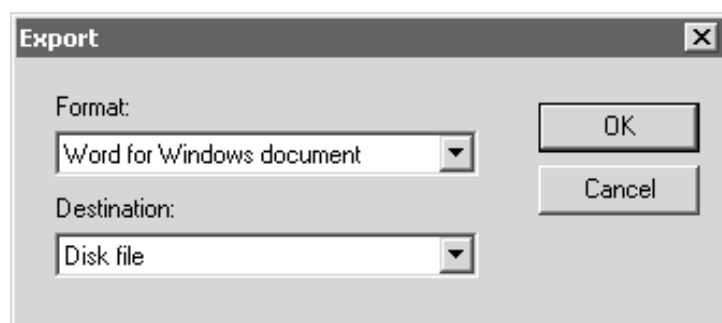 Export
Format:
Word for Windows document
OK
Cancel
Destination:
Disk file